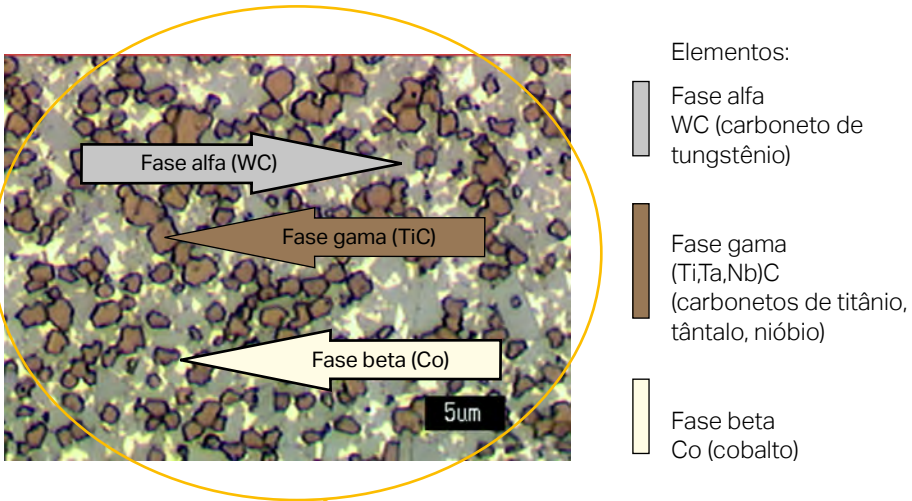 Fase alfa (WC)
Fase gama (TiC)
Fase beta (Co)
5um
Elementos:
Fase alfa
WC (carboneto de
tungstênio)
Fase gama
(Ti,Ta,Nb)C
(carbonetos de titânio,
tântalo, nióbio)
Fase beta
Co (cobalto)